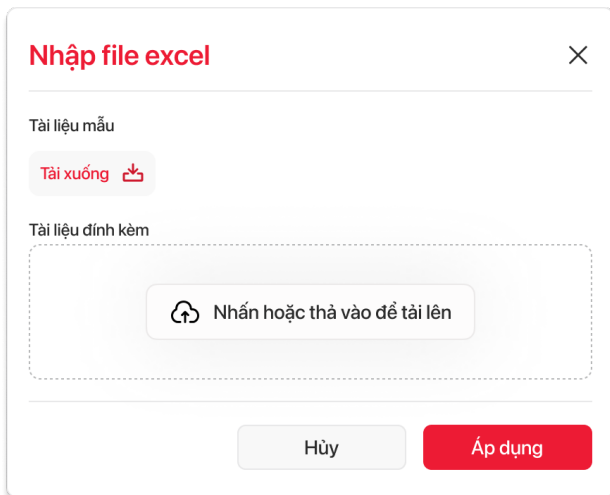 Nhập file excel
Tài liệu mẫu
Tải xuống
Tài liệu đính kèm
Nhấn hoặc thả vào để tải lên
Hủy
Áp dụng